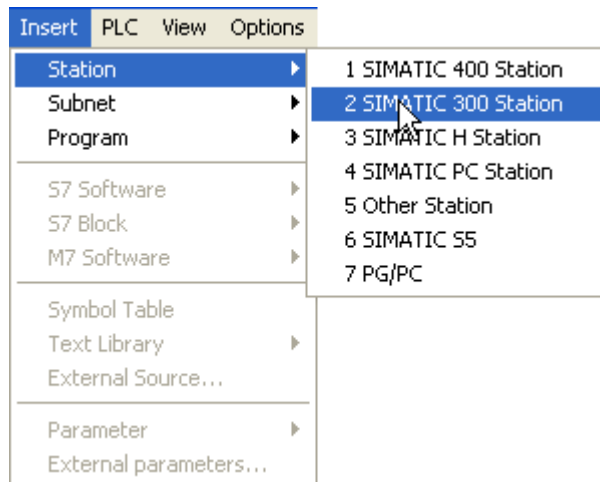 Insert PLC View Options
Station
Subnet
Program
S7 Software
S7 Block
M7 Software
Symbol Table
Text Library
External Source...
Parameter
External parameters...
1 SIMATIC 400 Station
2 SIMATIC 300 Station
3 SIMATIC H Station
4 SIMATIC PC Station
5 Other Station
6 SIMATIC S5
7 PG/PC